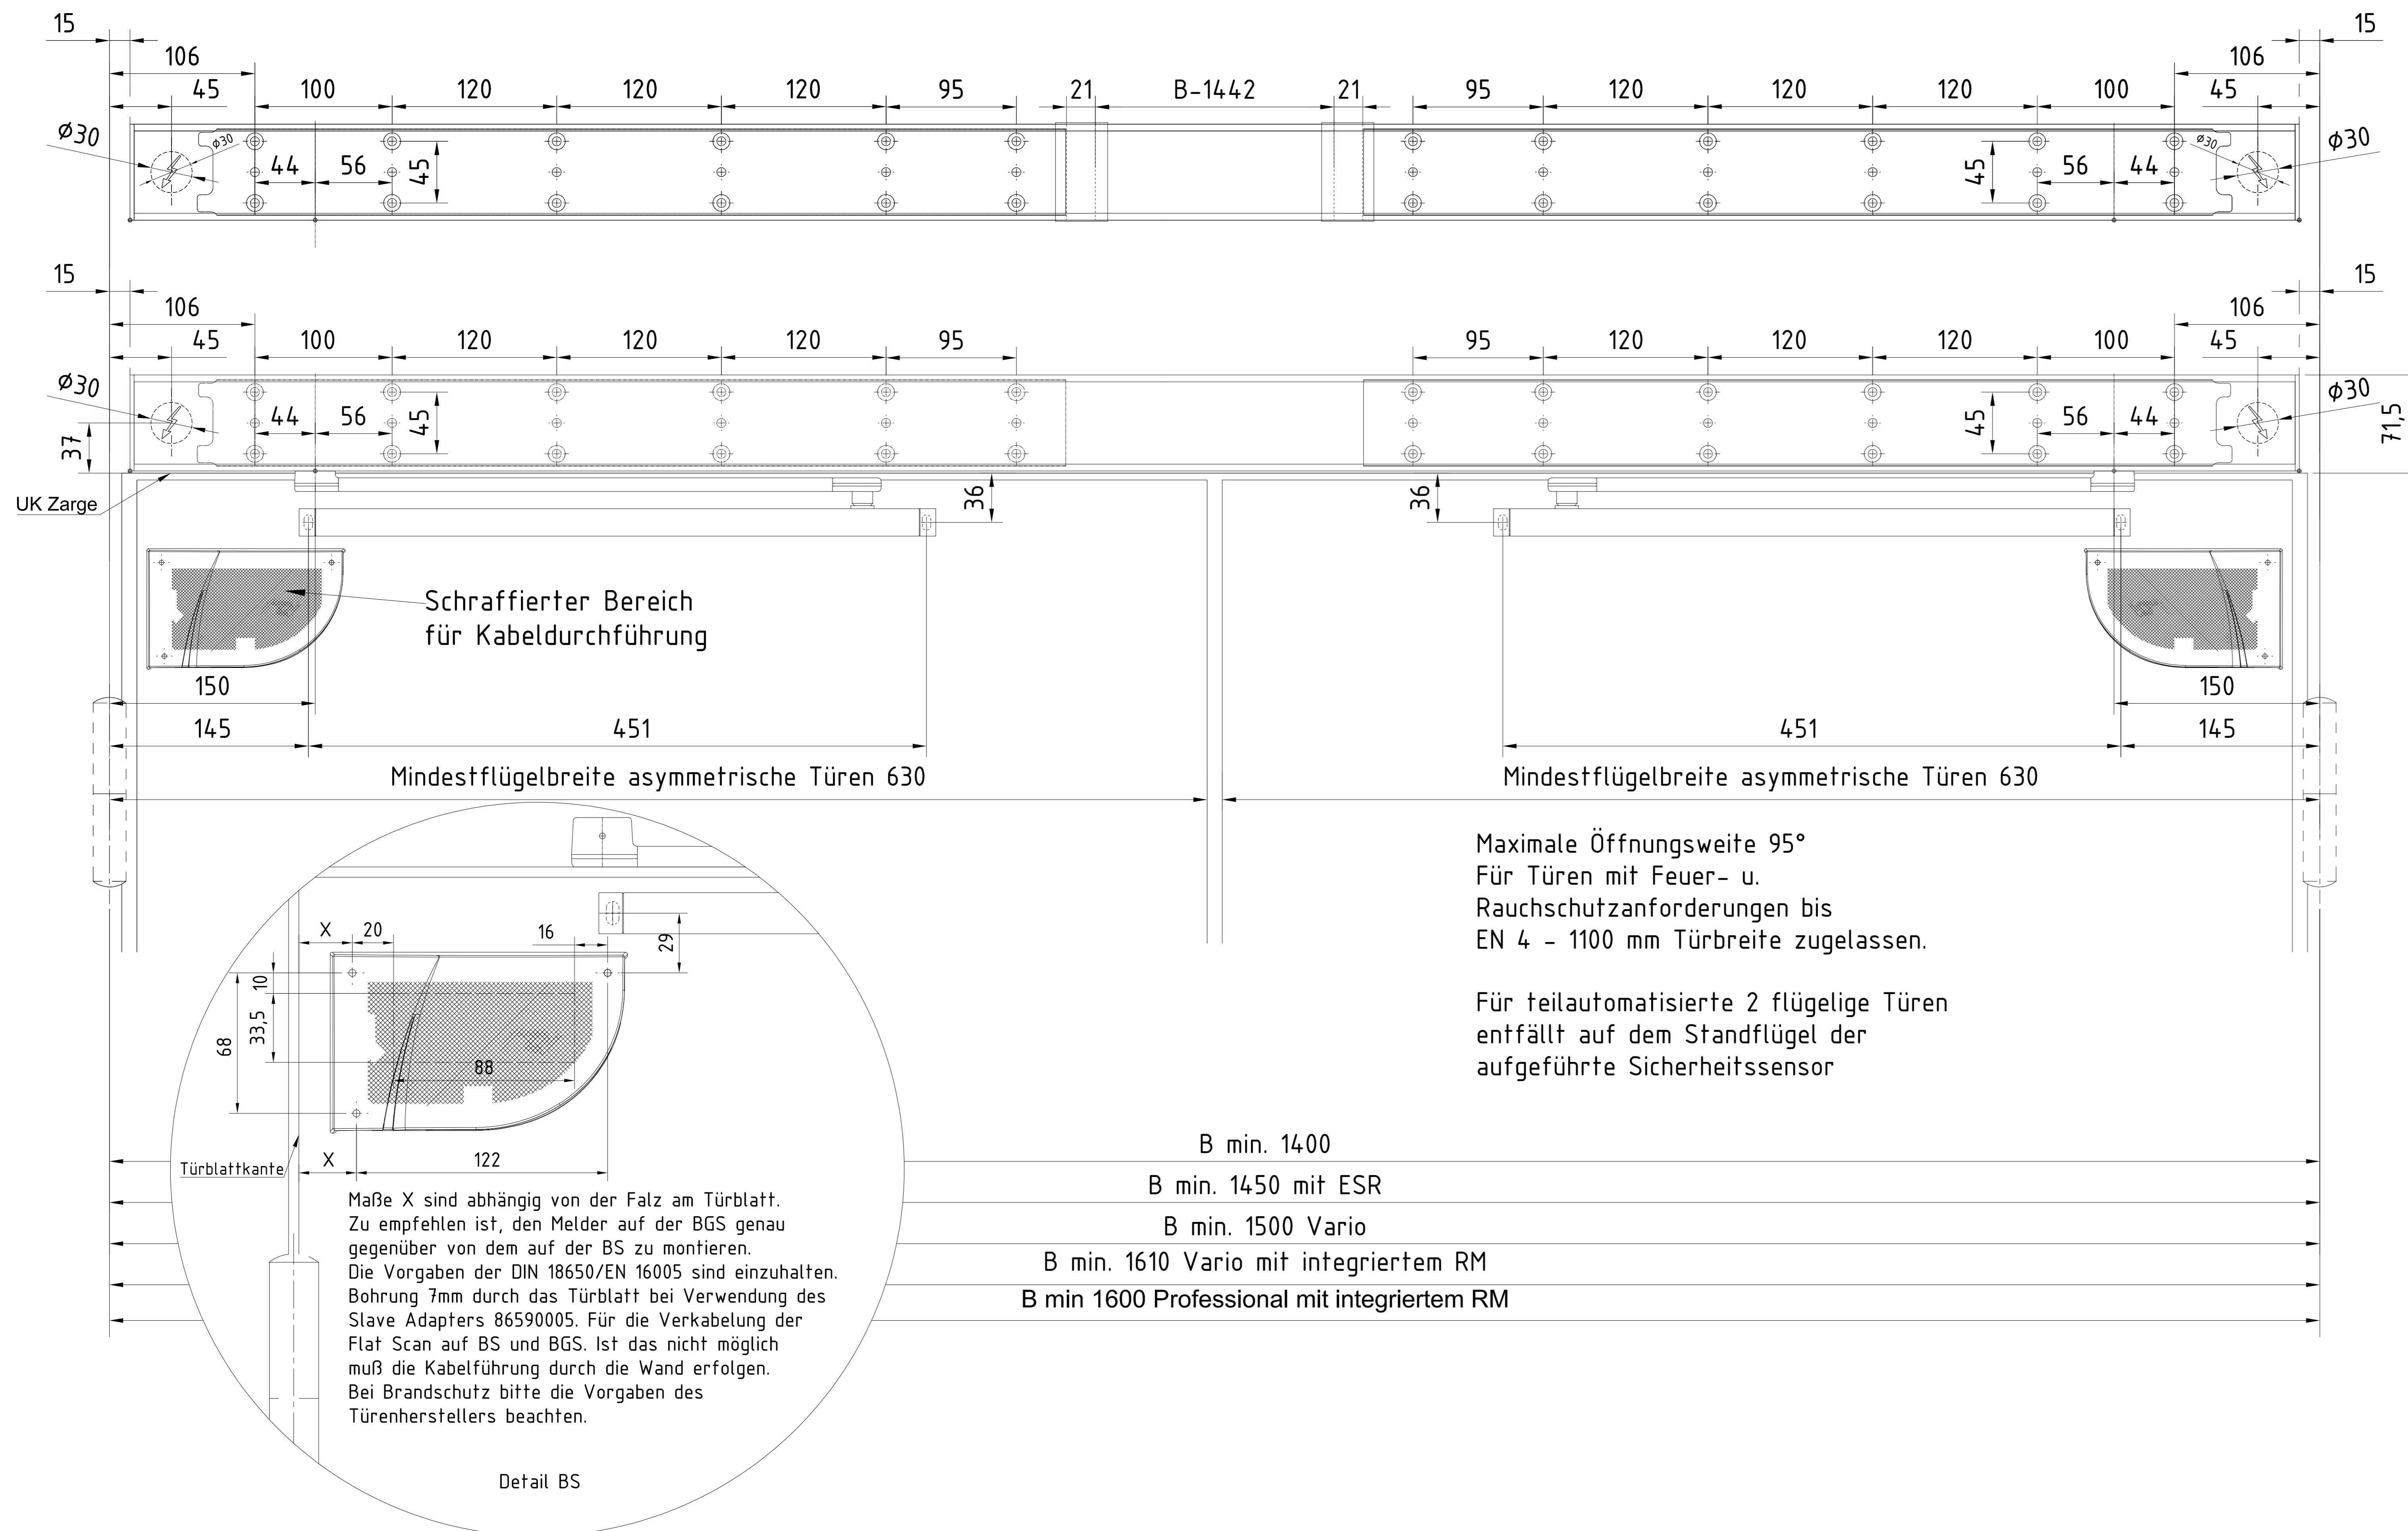 15 15
106 106
45 100 120 120 120 95 21 B-1442 21 95 120 120 120 100 45
ø30 ø30 ø30 ø30
44 56 45 45 56 44
15 15
106 106
45 100 120 120 120 95 95 120 120 120 100 45
ø30 ø30
44 56 45 45 56 44 71,5
37
UK Zarge
36 36
Schraffierter Bereich
für Kabeldurchführung
150 150
145 451 451 145
Mindestflügelbreite asymmetrische Türen 630
Mindestflügelbreite asymmetrische Türen 630
Maximale Öffnungsweite 95°
Für Türen mit Feuer- u.
Rauchschutzanforderungen bis
EN 4 - 1100 mm Türbreite zugelassen.
Für teilautomatisierte 2 flügelige Türen
entfällt auf dem Standflügel der
aufgeführte Sicherheitssensor
X 20 16 29
10
33,5
68
88
Türblattkante
X 122
Maße X sind abhängig von der Falz am Türblatt.
Zu empfehlen ist, den Melder auf der BGS genau
gegenüber von dem auf der BS zu montieren.
Die Vorgaben der DIN 18650/EN 16005 sind einzuhalten.
Bohrung 7mm durch das Türblatt bei Verwendung des
Slave Adapters 86590005. Für die Verkabelung der
Flat Scan auf BS und BGS. Ist das nicht möglich
muß die Kabelführung durch die Wand erfolgen.
Bei Brandschutz bitte die Vorgaben des
Türenherstellers beachten.
Detail BS
B min. 1400
B min. 1450 mit ESR
B min. 1500 Vario
B min. 1610 Vario mit integriertem RM
B min 1600 Professional mit integriertem RM